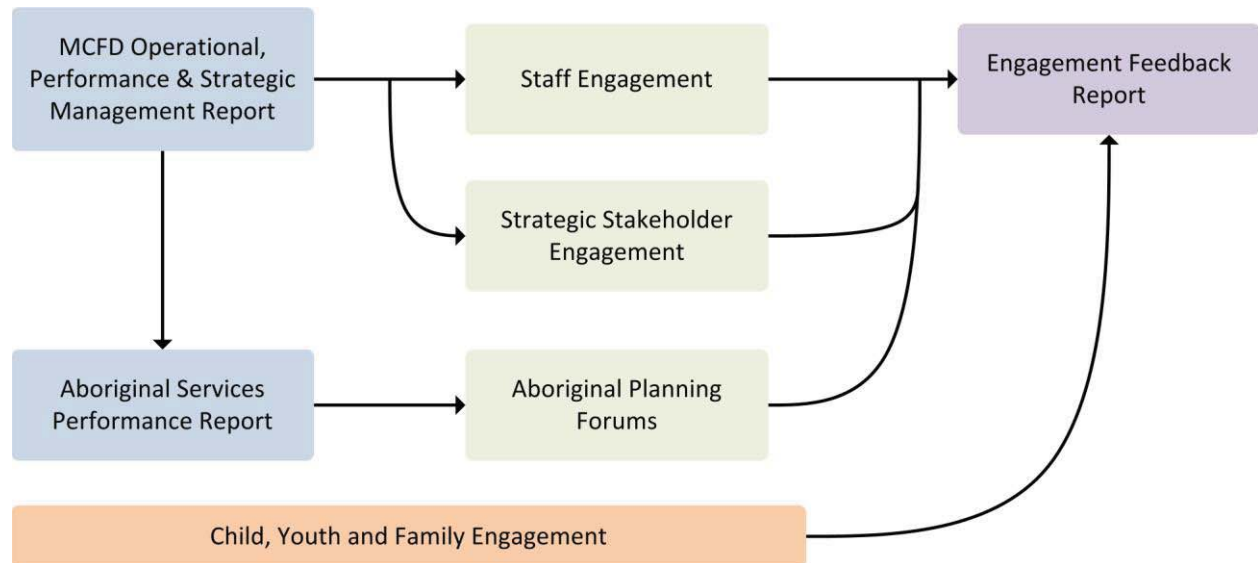 MCFD Operational,
Performance & Strategic
Management Report
Staff Engagement
Engagement Feedback
Report
Strategic Stakeholder
Engagement
Aboriginal Services
Performance Report
Aboriginal Planning
Forums
Child, Youth and Family Engagement